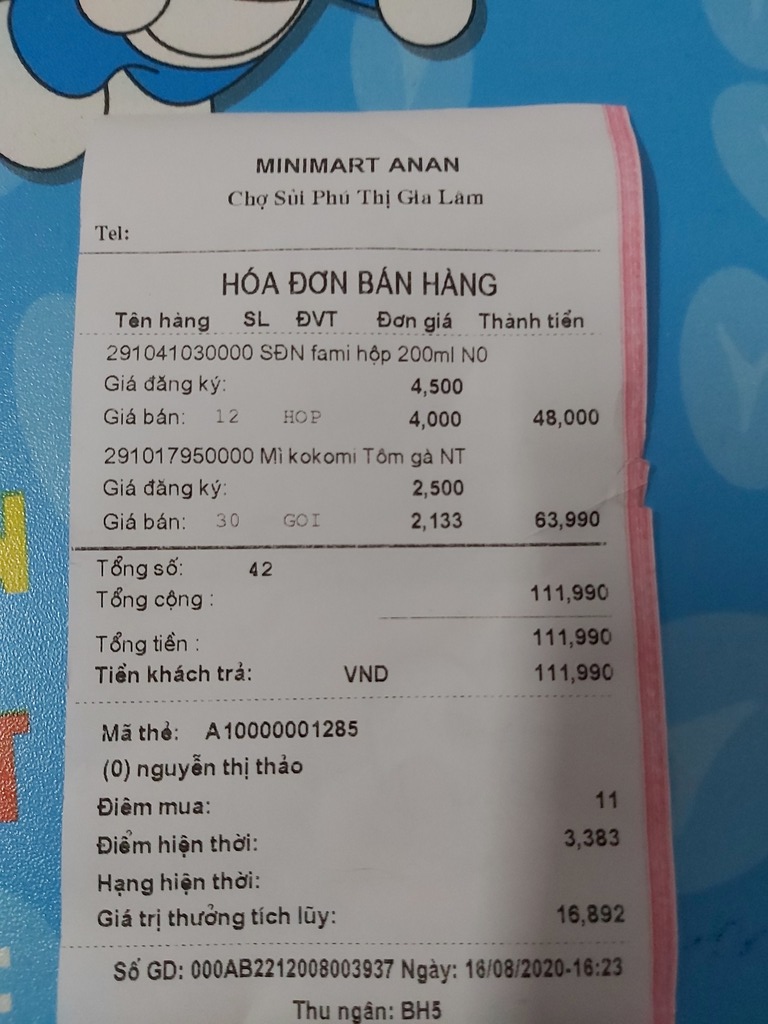 MINIMART ANAN
Chợ Sủi Phú Thị Gia Lâm
Tel:
HÓA ĐƠN BÁN HÀNG
Tên hàng SL ĐVT Đơn giá Thành tiền
291041030000 SĐN fami hộp 200ml N0
Giá đăng ký: 4,500
Giá bán: 12 HOP 4,000 48,000
291017950000 Mì kokomi Tôm gà NT
Giá đăng ký: 2,500
Giá bán: 30 GOI 2,133 63,990
Tổng số: 42
Tổng cộng : 111,990
Tổng tiền : 111,990
Tiền khách trả: VND 111,990
Mã thẻ: A10000001285
(0) nguyễn thị thảo
Điểm mua: 11
Điểm hiện thời: 3,383
Hạng hiện thời:
Giá trị thưởng tích lũy: 16,892
Số GD: 000AB2212008003937 Ngày: 16/08/2020-16:23
Thu ngân: BH5